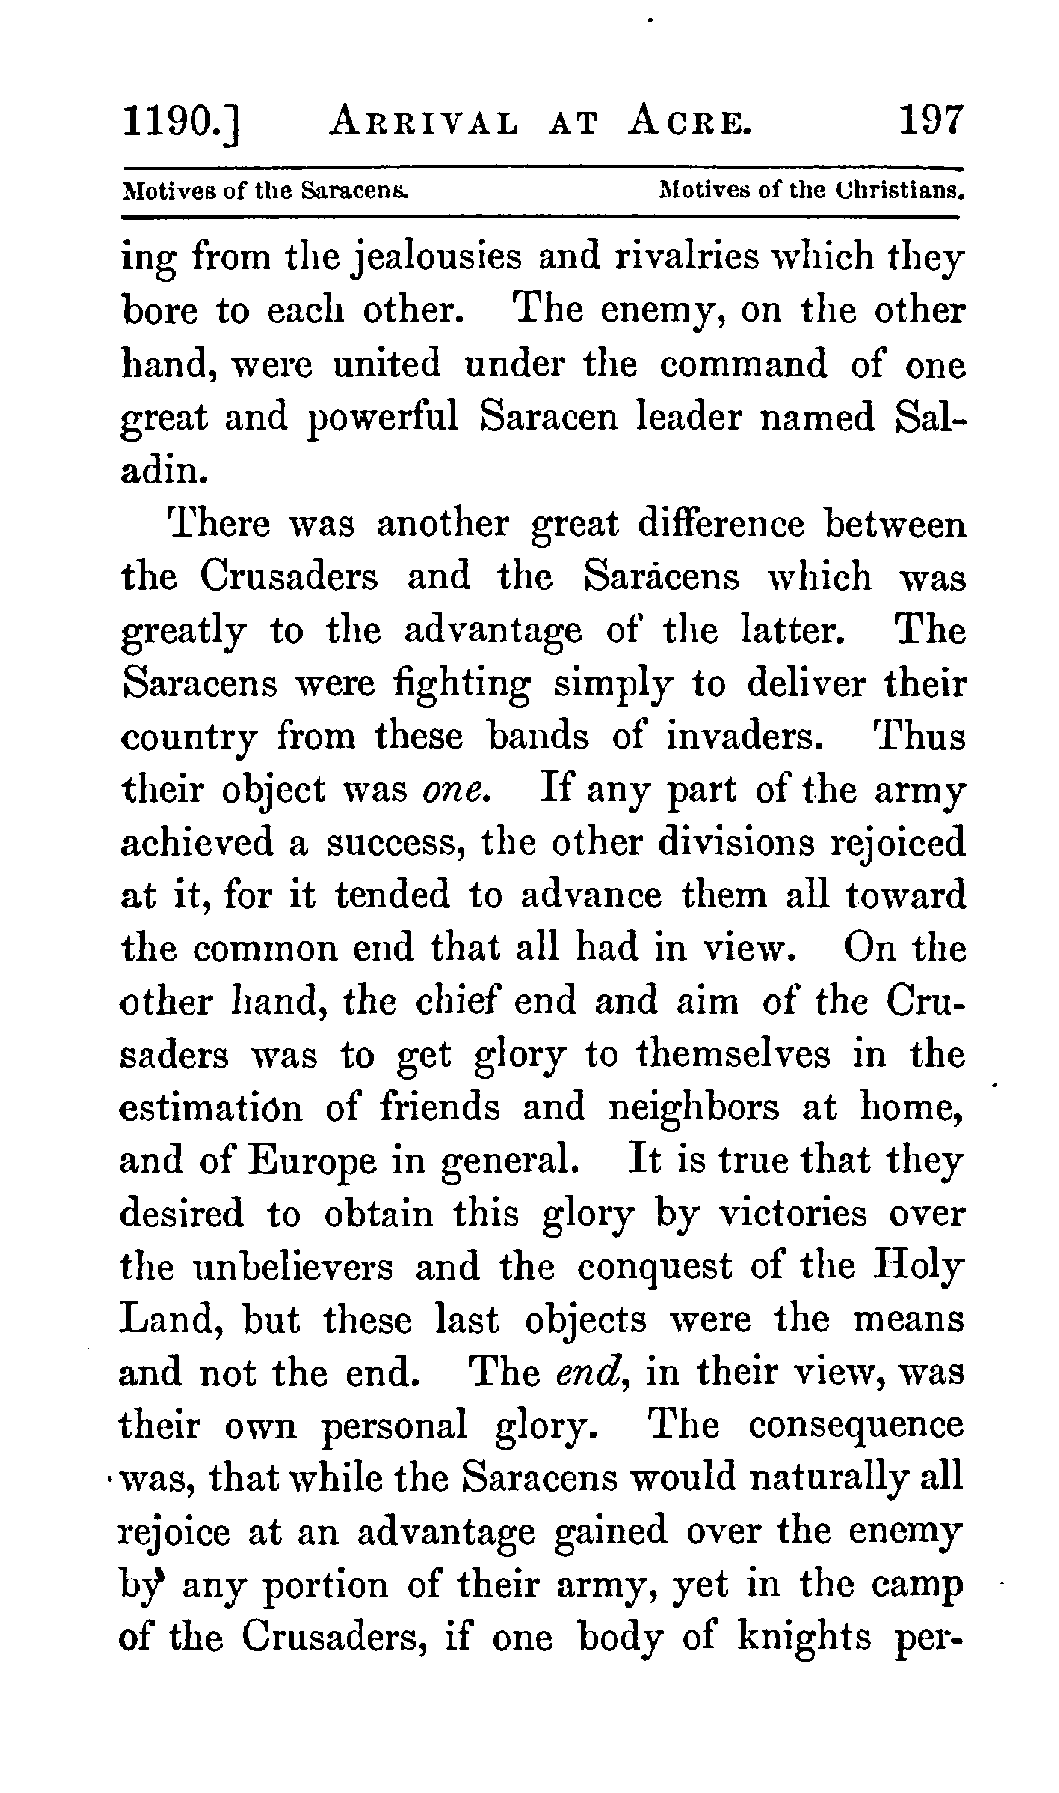 1190.] ARRIVAL AT ACRE. 197
Motives of the Saracens. Motives of the Christians.
ing from the jealousies and rivalries which they
bore to each other. The enemy, on the other
hand, were united under the command of one
great and powerful Saracen leader named Sal-
adin.
There was another great difference between
the Crusaders and the Saracens which was
greatly to the advantage of the latter. The
Saracens were fighting simply to deliver their
country from these bands of invaders. Thus
their object was one. If any part of the army
achieved a success, the other divisions rejoiced
at it, for it tended to advance them all toward
the common end that all had in view. On the
other hand, the chief end and aim of the Cru-
saders was to get glory to themselves in the
estimation of friends and neighbors at home,
and of Europe in general. It is true that they
desired to obtain this glory by victories over
the unbelievers and the conquest of the Holy
Land, but these last objects were the means
and not the end. The end, in their view, was
their own personal glory. The consequence
was, that while the Saracens would naturally all
rejoice at an advantage gained over the enemy
by any portion of their army, yet in the camp
of the Crusaders, if one body of knights per-